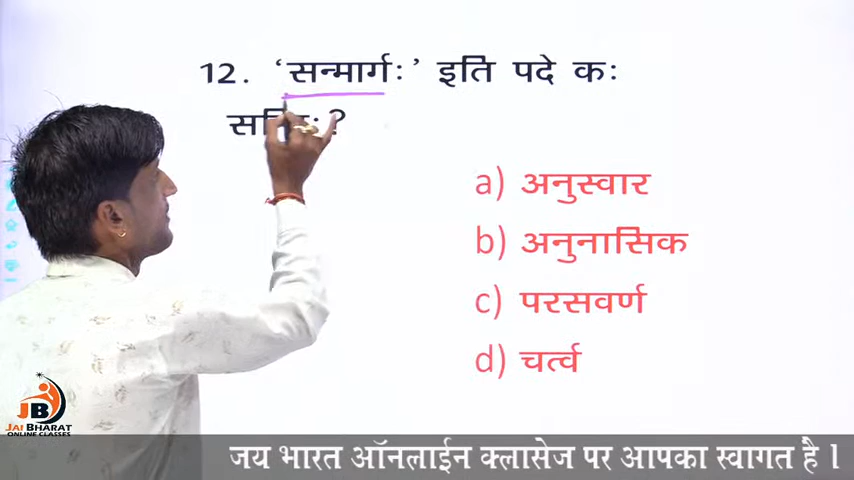 12. 'सन्मार्गः' इति पदे कः
a) अनुस्वार
b) अनुनासिक
c) परसवर्ण
d) चर्त्व
JB
JAI BHARAT
ONLINE CLASSES
जय भारत ऑनलाईन क्लासेज पर आपका स्वागत है l